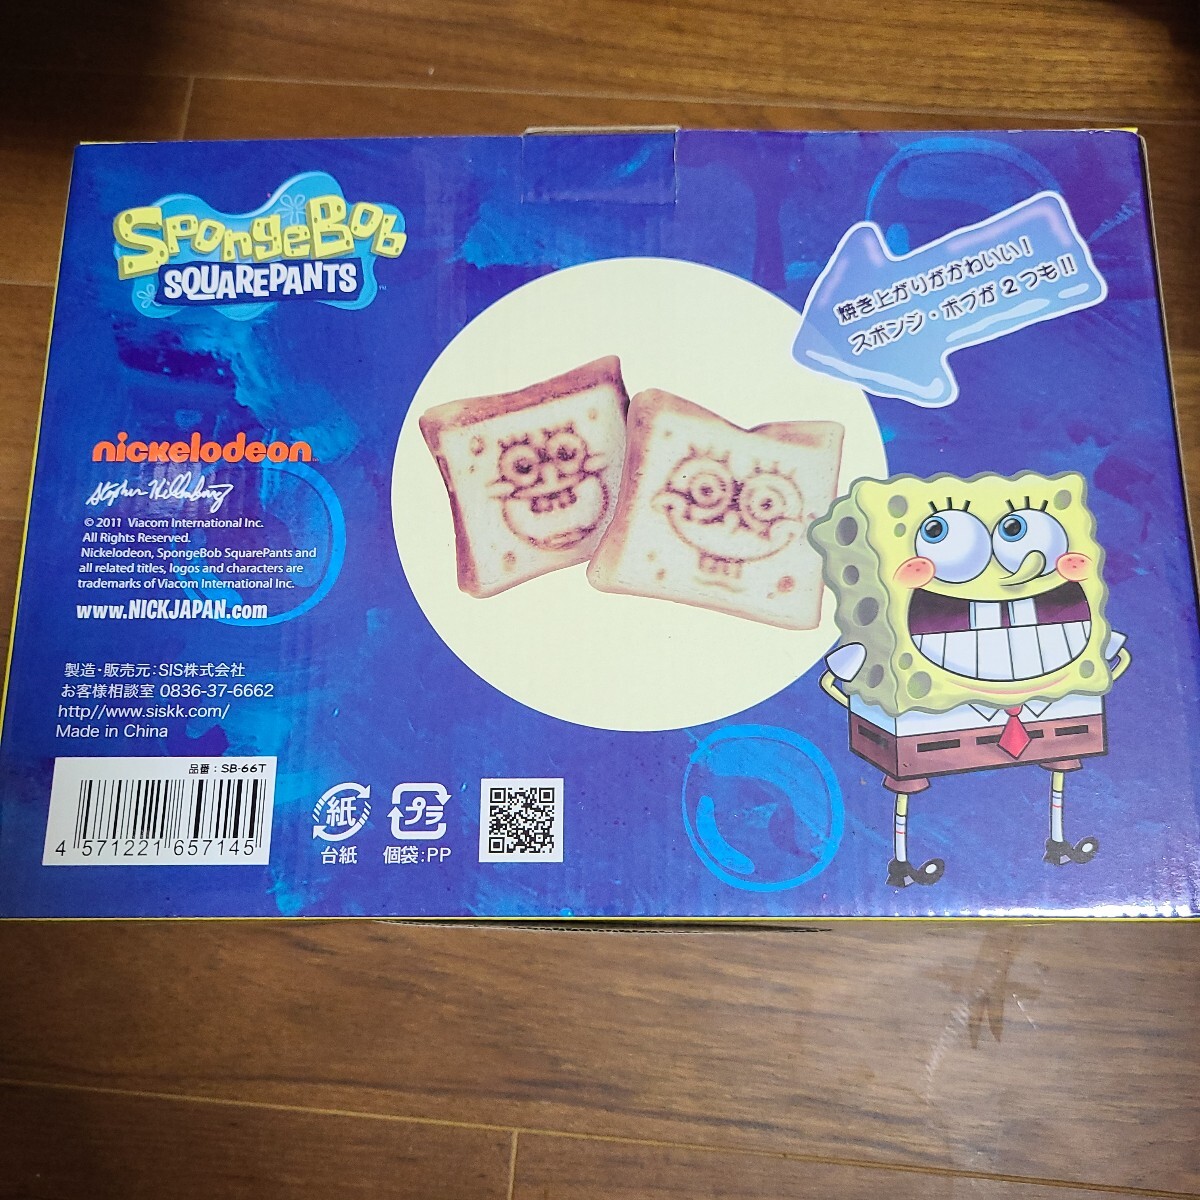 SpongeBob
SQUAREPANTS
焼き上がりがかわいい!
スポンジ・ボブが2つも!!
nickelodeon
Stephen Hillenburg
© 2011 Viacom International Inc.
All Rights Reserved.
Nickelodeon, SpongeBob SquarePants and
all related titles, logos and characters are
trademarks of Viacom International Inc.
www.NICKJAPAN.com
製造・販売元:SIS株式会社
お客様相談室 0836-37-6662
http//www.siskk.com/
Made in China
品番:SB-66T
4 571221 657145
紙
台紙
プラ
個袋:PP